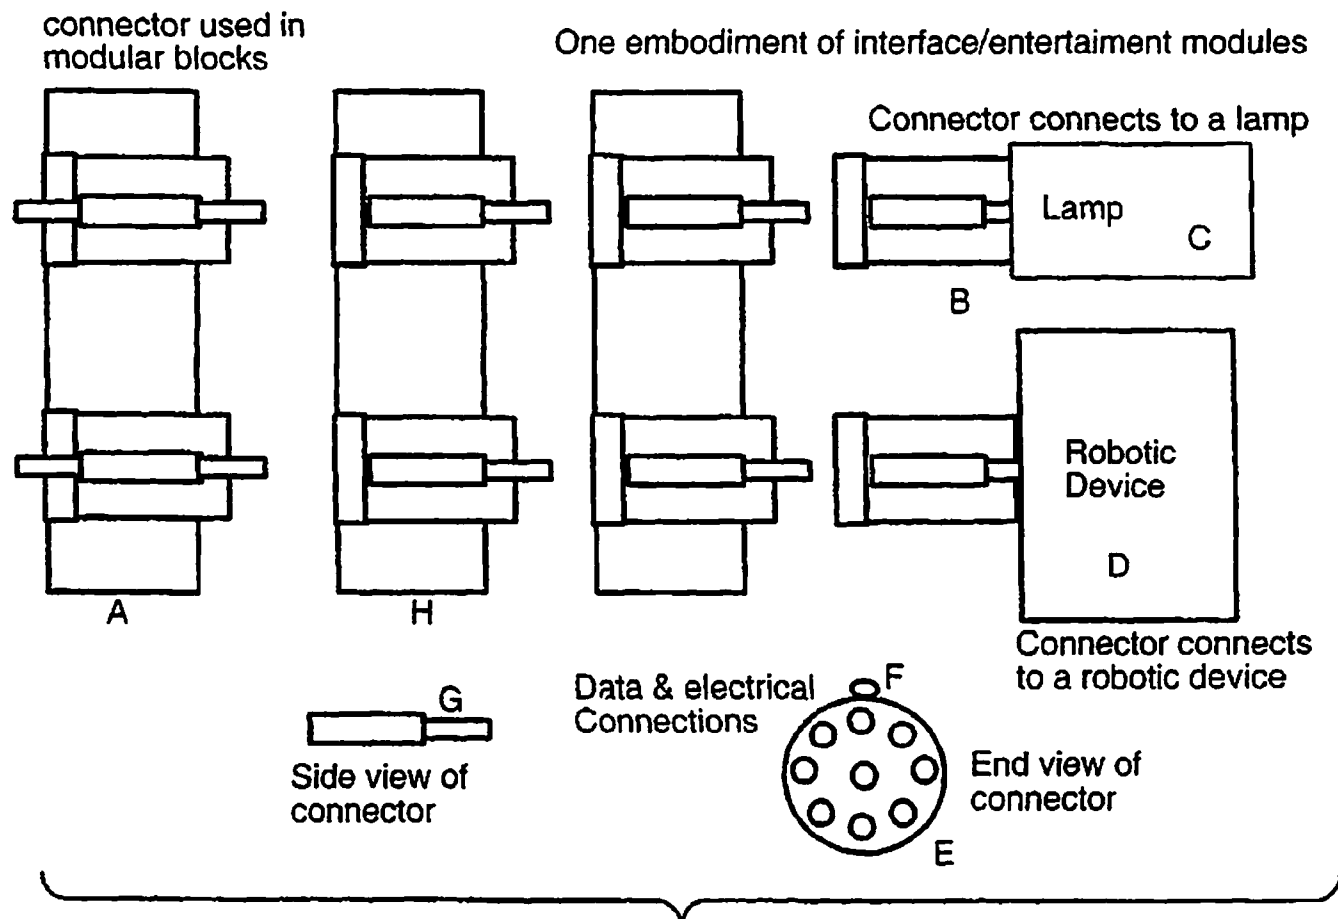 connector used in
modular blocks
One embodiment of interface/entertaiment modules
Connector connects to a lamp
Lamp
C
B
Robotic
Device
D
A
H
Connector connects
to a robotic device
G
Side view of
connector
Data & electrical
Connections
F
End view of
connector
E